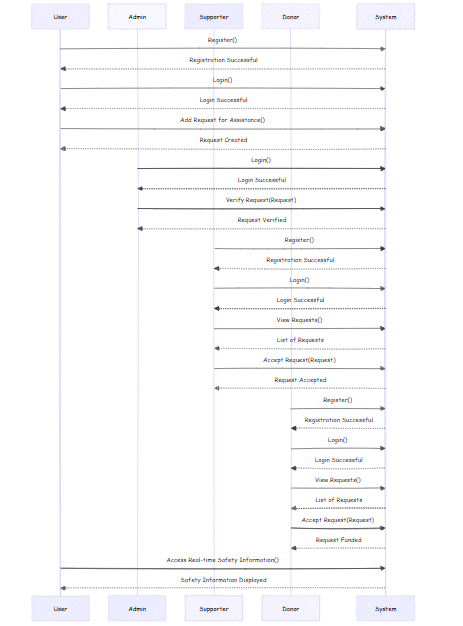 User Admin Supporter Donor System
Register()
Registration Successful
Login()
Login Successful
Add Request for Assistance()
Request Created
Login()
Login Successful
Verify Request(Request)
Request Verified
Register()
Registration Successful
Login()
Login Successful
View Requests()
List of Requests
Accept Request(Request)
Request Accepted
Register()
Registration Successful
Login()
Login Successful
View Requests()
List of Requests
Accept Request(Request)
Request Funded
Access Real-time Safety Information()
Safety Information Displayed
User Admin Supporter Donor System